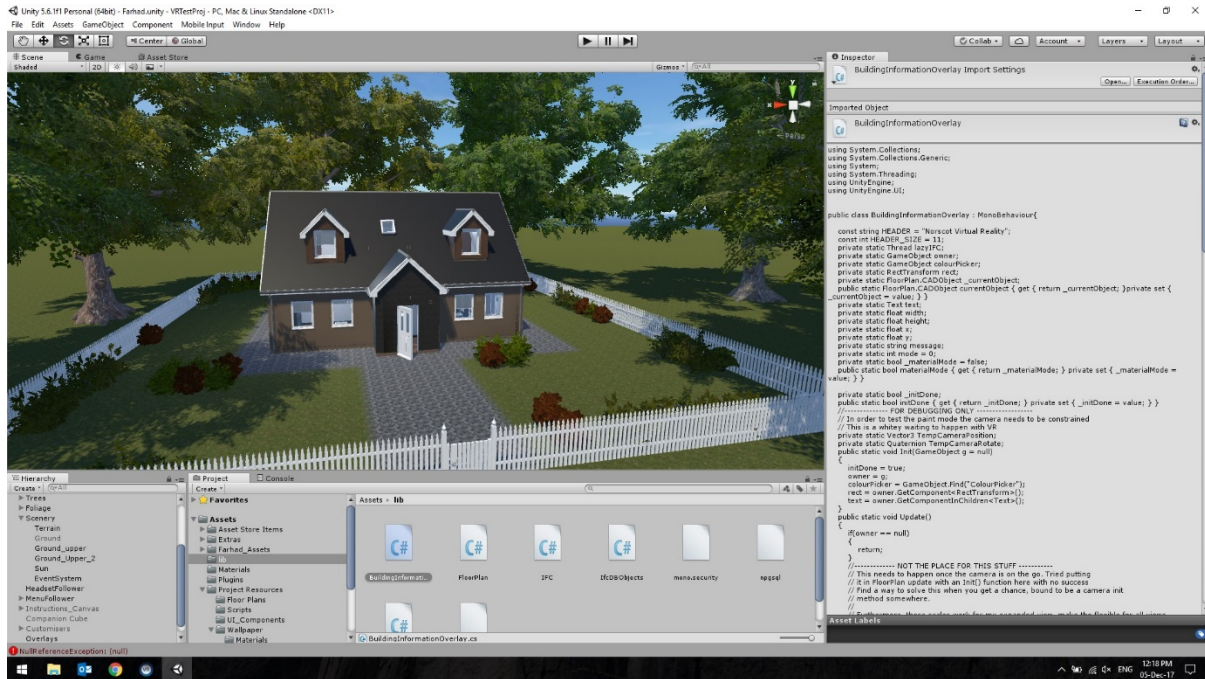 Unity 5.6.1f1 Personal (64bit) - Farhad.unity - VRTestProj - PC, Mac & Linux Standalone <DX11>
File Edit Assets GameObject Component Mobile Input Window Help
Center Global Collab Account Layers Layout
Scene Game Asset Store
Shaded 2D Gizmos All
y
x
Persp
Inspector
BuildingInformationOverlay Import Settings
Open... Execution Order...
Imported Object
BuildingInformationOverlay
using System.Collections;
using System.Collections.Generic;
using System;
using System.Threading;
using UnityEngine;
using UnityEngine.UI;
public class BuildingInformationOverlay : MonoBehaviour{
const string HEADER = "Norscot Virtual Reality";
const int HEADER_SIZE = 11;
private static Thread lazyIFC;
private static GameObject owner;
private static GameObject colourPicker;
private static RectTransform rect;
private static FloorPlan.CADObject _currentObject;
public static FloorPlan.CADObject currentObject { get { return _currentObject; }private set {
_currentObject = value; } }
private static Text text;
private static float width;
private static float height;
private static float x;
private static float y;
private static string message;
private static int mode = 0;
private static bool _materialMode = false;
public static bool materialMode { get { return _materialMode; } private set { _materialMode =
value; } }
private static bool _initDone;
public static bool initDone { get { return _initDone; } private set { _initDone = value; } }
//-------------- FOR DEBUGGING ONLY ------------------
// In order to test the paint mode the camera needs to be constrained
// This is a whitey waiting to happen with VR
private static Vector3 TempCameraPosition;
private static Quaternion TempCameraRotate;
public static void Init(GameObject g = null)
{
initDone = true;
owner = g;
colourPicker = GameObject.Find("ColourPicker");
rect = owner.GetComponent<RectTransform>();
text = owner.GetComponentInChildren<Text>();
}
public static void Update()
{
if(owner == null)
{
return;
}
//------------- NOT THE PLACE FOR THIS STUFF -----------
// This needs to happen once the camera is on the go. Tried putting
// it in FloorPlan update with an Init() function here with no success
// Find a way to solve this when you get a chance, bound to be a camera init
// method somewhere.
//
Asset Labels
Hierarchy
Create All
Trees
Foliage
Scenery
Terrain
Ground
Ground_upper
Ground_Upper_2
Sun
EventSystem
HeadsetFollower
MenuFollower
Instructions_Canvas
Companion Cube
Customisers
Overlays
Project Console
Create
Favorites
Assets
Asset Store Items
Extras
Farhad_Assets
lib
Materials
Plugins
Project Resources
Floor Plans
Scripts
UI_Components
Wallpaper
Materials
Assets lib
C# C# C# C#
BuildingInformati... FloorPlan IFC IfcDBObjects mono.security npgsql
C#
BuildingInformationOverlay.cs
NullReferenceException: (null)
ENG 12:18 PM
05-Dec-17